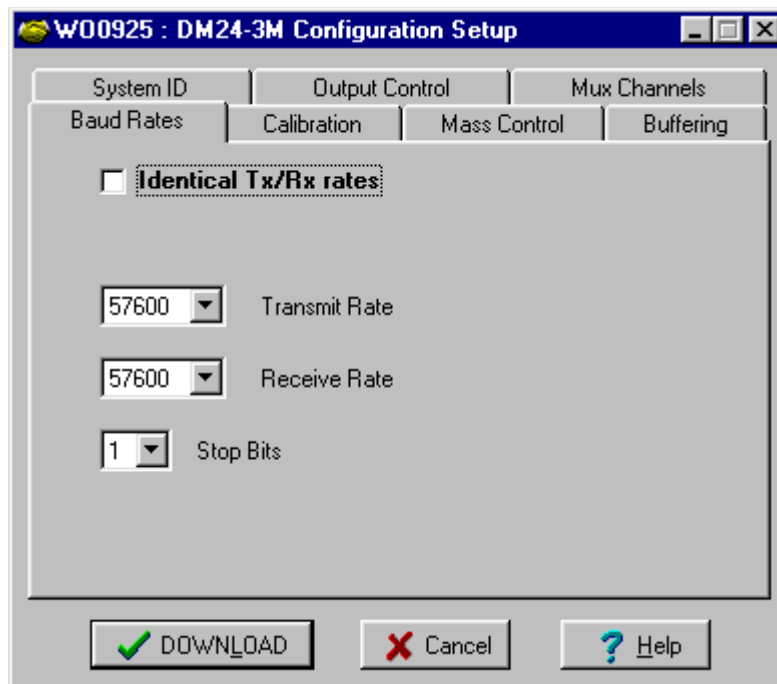 WO0925 : DM24-3M Configuration Setup
System ID Output Control Mux Channels
Baud Rates Calibration Mass Control Buffering
Identical Tx/Rx rates
57600 Transmit Rate
57600 Receive Rate
1 Stop Bits
DOWNLOAD Cancel Help